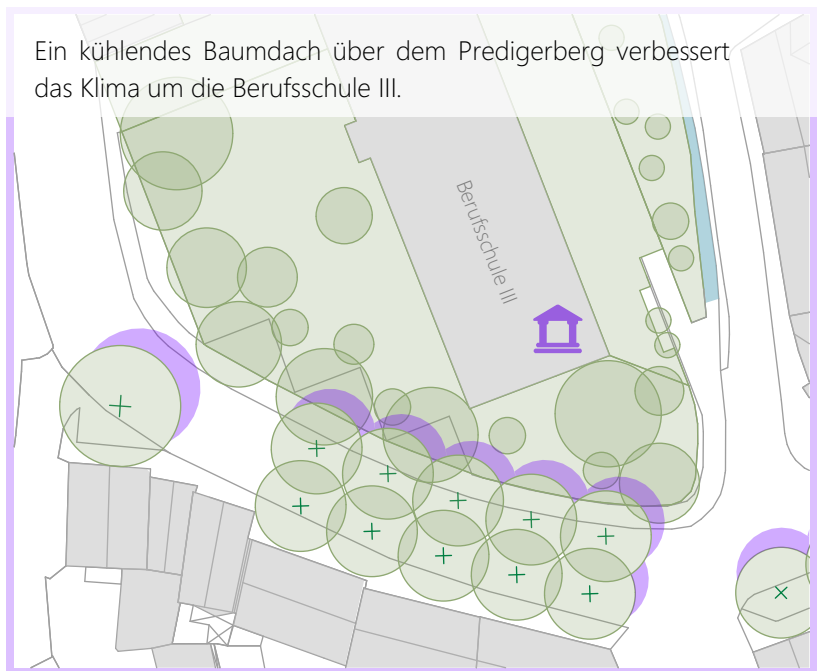 Ein kühlendes Baumdach über dem Predigerberg verbessert
das Klima um die Berufsschule III.
Berufsschule III